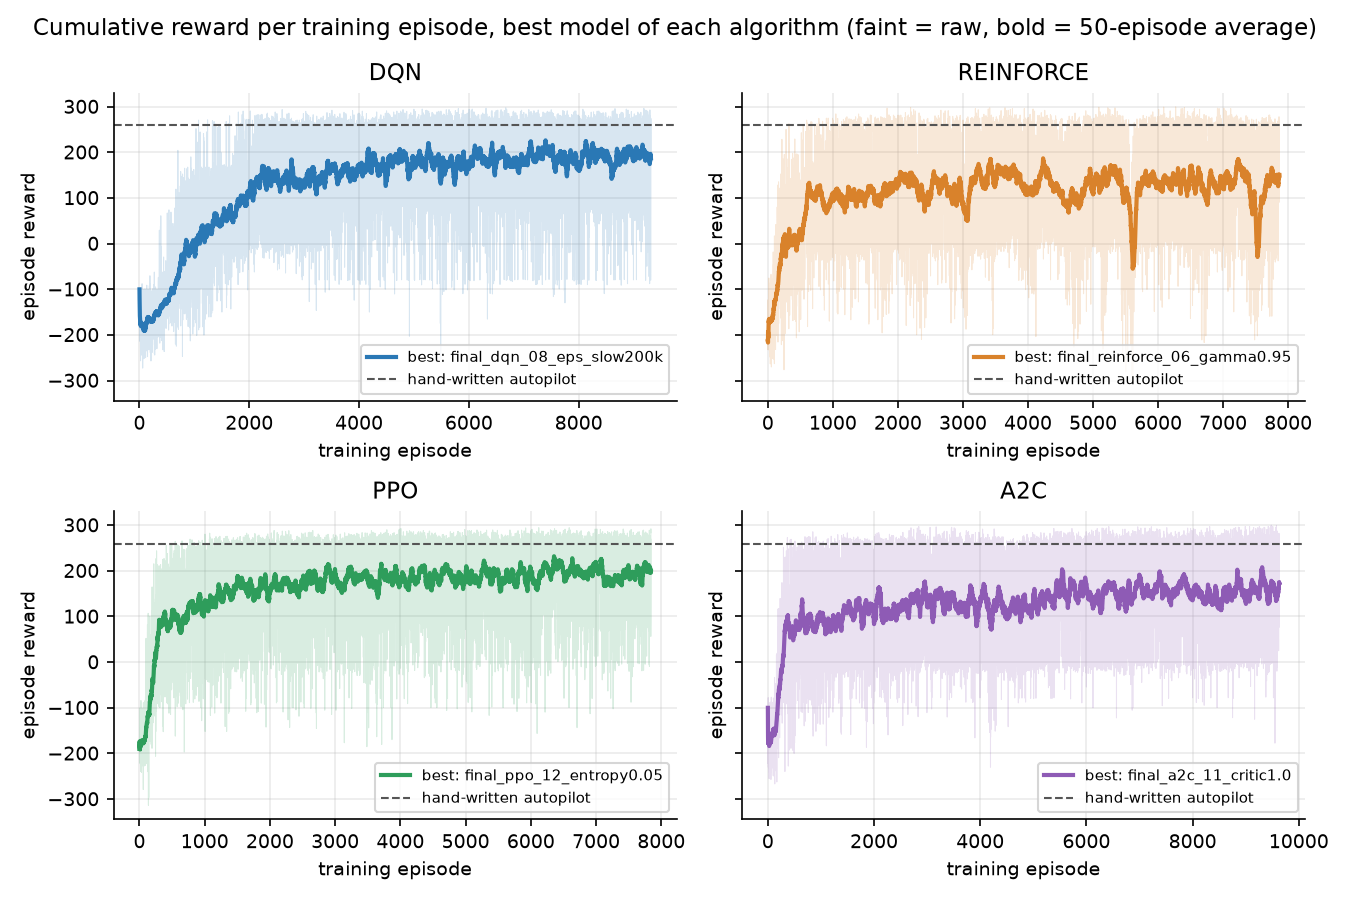 Cumulative reward per training episode, best model of each algorithm (faint = raw, bold = 50-episode average)
DQN
300
200
100
0
−100
−200
−300
episode reward
best: final_dqn_08_eps_slow200k
hand-written autopilot
0 2000 4000 6000 8000
training episode
REINFORCE
episode reward
best: final_reinforce_06_gamma0.95
hand-written autopilot
0 1000 2000 3000 4000 5000 6000 7000 8000
training episode
PPO
300
200
100
0
−100
−200
−300
episode reward
best: final_ppo_12_entropy0.05
hand-written autopilot
0 1000 2000 3000 4000 5000 6000 7000 8000
training episode
A2C
episode reward
best: final_a2c_11_critic1.0
hand-written autopilot
0 2000 4000 6000 8000 10000
training episode